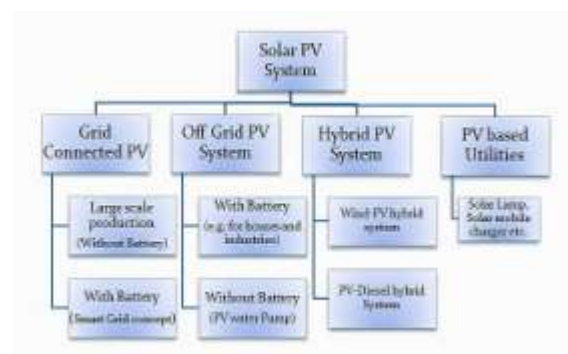 Solar PV
System
Grid
Connected PV
Off Grid PV
System
Hybrid PV
System
PV based
Utilities
Large scale
production
(Without Battery)
With Battery
(Smart Grid concept)
With Battery
(e.g. for houses and
industries)
Without Battery
(PV water Pump)
Wind PV hybrid
system
PV-Diesel hybrid
System
Solar Lamp,
Solar mobile
charger etc.